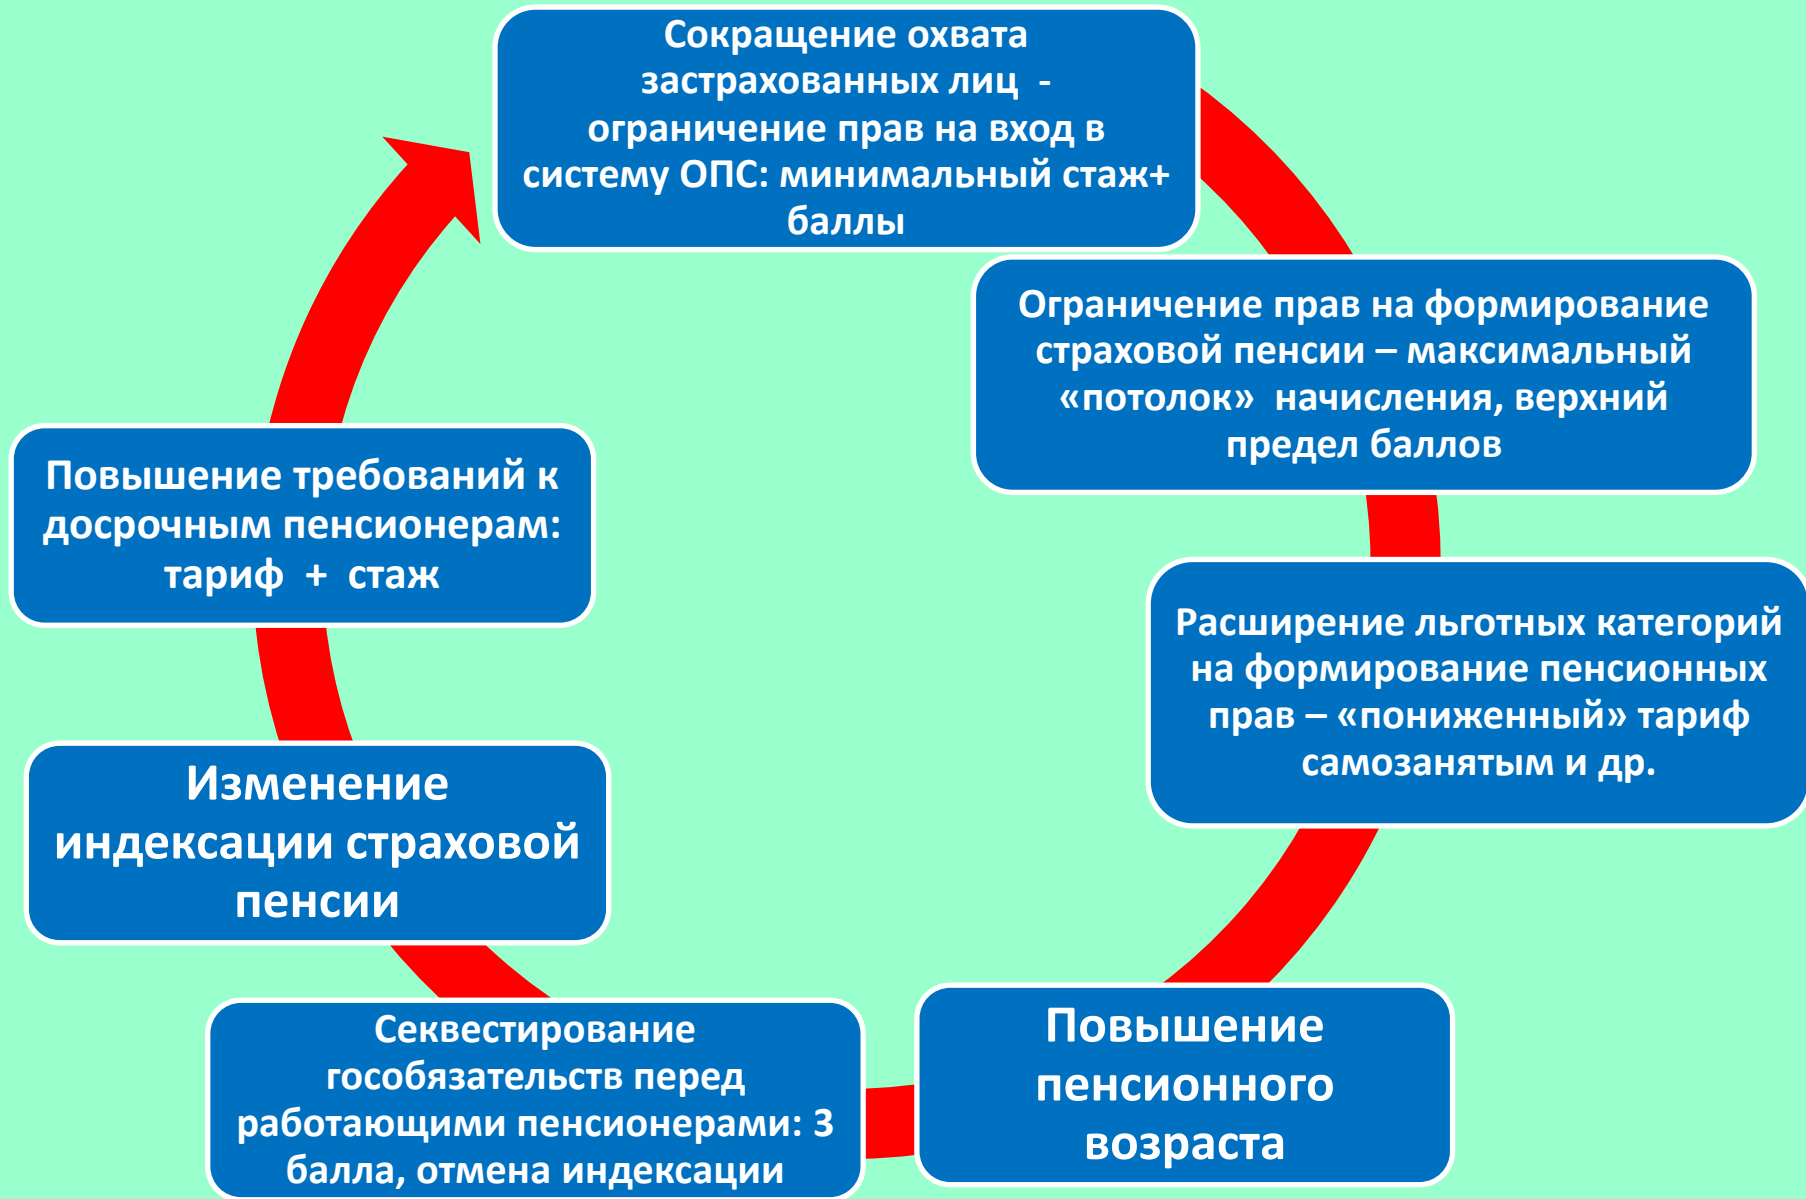 Сокращение охвата
застрахованных лиц -
ограничение прав на вход в
систему ОПС: минимальный стаж+
баллы
Ограничение прав на формирование
страховой пенсии – максимальный
«потолок» начисления, верхний
предел баллов
Расширение льготных категорий
на формирование пенсионных
прав – «пониженный» тариф
самозанятым и др.
Повышение
пенсионного
возраста
Секвестирование
гособязательств перед
работающими пенсионерами: 3
балла, отмена индексации
Изменение
индексации страховой
пенсии
Повышение требований к
досрочным пенсионерам:
тариф + стаж